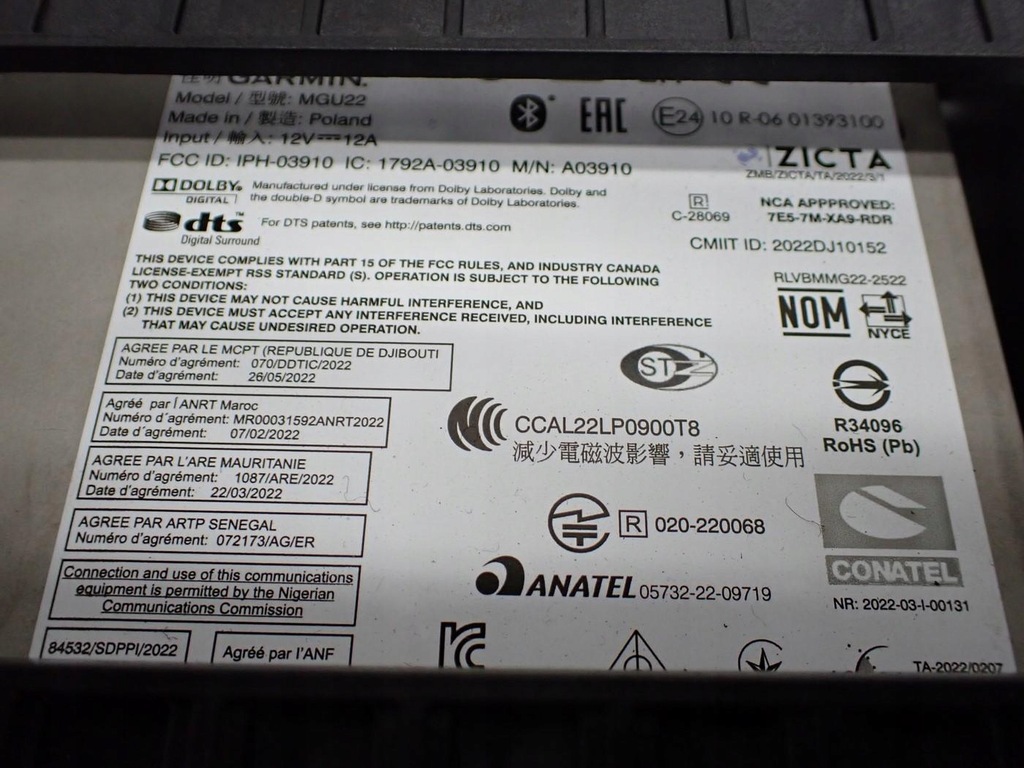 GARMIN.
Model / 型號: MGU22
Made in / 製造: Poland
Input / 輸入: 12V⎓12A
EAC
E24 10 R-06 01393100
FCC ID: IPH-03910 IC: 1792A-03910 M/N: A03910
ZICTA
ZMB/ZICTA/TA/2022/3/1
DOLBY®
DIGITAL
Manufactured under license from Dolby Laboratories. Dolby and
the double-D symbol are trademarks of Dolby Laboratories.
R
C-28069
NCA APPPROVED:
7E5-7M-XA9-RDR
dts™
Digital Surround
For DTS patents, see http://patents.dts.com
CMIIT ID: 2022DJ10152
THIS DEVICE COMPLIES WITH PART 15 OF THE FCC RULES, AND INDUSTRY CANADA
LICENSE-EXEMPT RSS STANDARD (S). OPERATION IS SUBJECT TO THE FOLLOWING
TWO CONDITIONS:
(1) THIS DEVICE MAY NOT CAUSE HARMFUL INTERFERENCE, AND
(2) THIS DEVICE MUST ACCEPT ANY INTERFERENCE RECEIVED, INCLUDING INTERFERENCE
THAT MAY CAUSE UNDESIRED OPERATION.
RLVBMMG22-2522
NOM
NYCE
AGREE PAR LE MCPT (REPUBLIQUE DE DJIBOUTI
Numéro d'agrément: 070/DDTIC/2022
Date d'agrément: 26/05/2022
ST
Agréé par l'ANRT Maroc
Numéro d'agrément: MR00031592ANRT2022
Date d'agrément: 07/02/2022
CCAL22LP0900T8
減少電磁波影響，請妥適使用
R34096
RoHS (Pb)
AGREE PAR L'ARE MAURITANIE
Numéro d'agrément: 1087/ARE/2022
Date d'agrément: 22/03/2022
AGREE PAR ARTP SENEGAL
Numéro d'agrément: 072173/AG/ER
R 020-220068
CONATEL
NR: 2022-03-I-00131
Connection and use of this communications
equipment is permitted by the Nigerian
Communications Commission
ANATEL 05732-22-09719
84532/SDPPI/2022
Agréé par l'ANF
TA-2022/0207